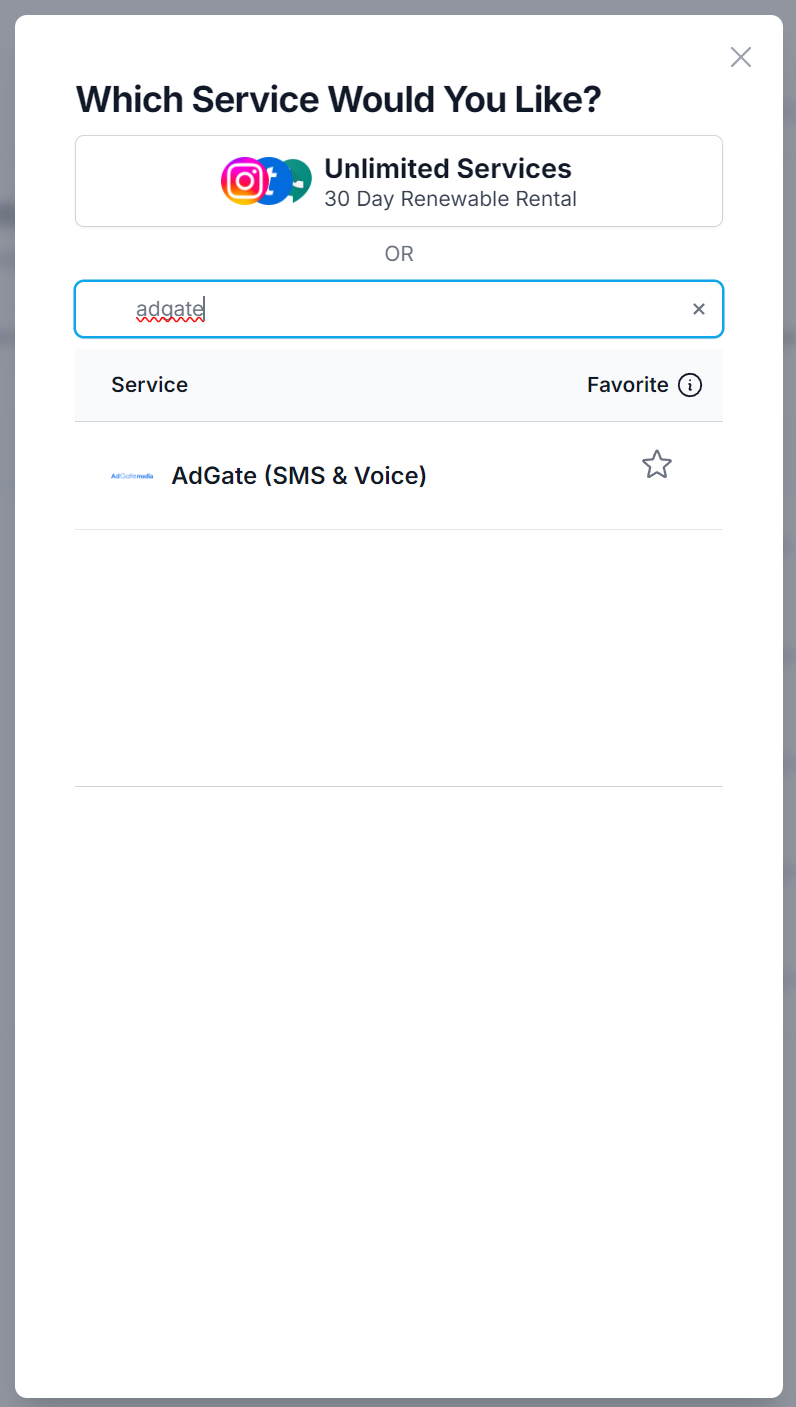 Which Service Would You Like?
Unlimited Services
30 Day Renewable Rental
OR
adgate
Service Favorite
AdGatemedia AdGate (SMS & Voice)